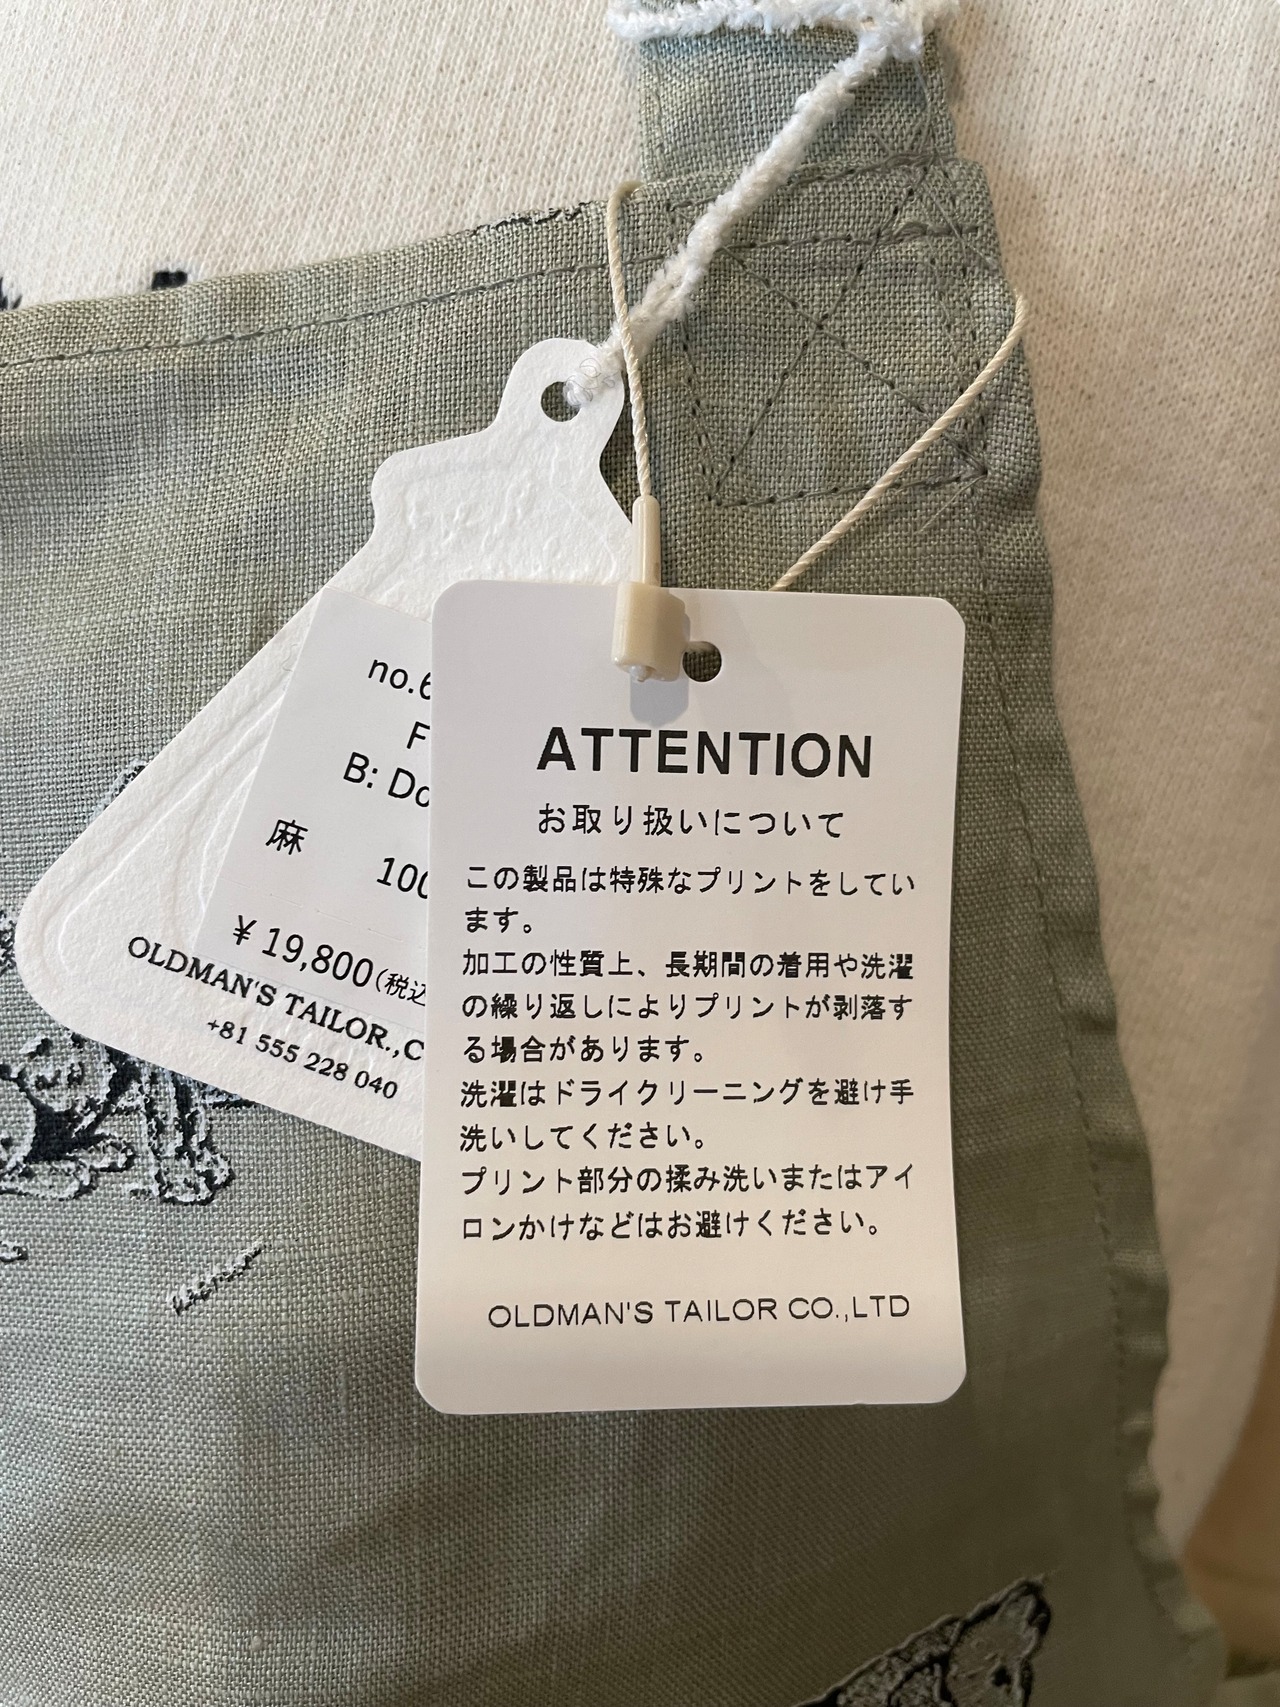 no.6
F
B: Do
麻 100
¥ 19,800(税込
OLDMAN'S TAILOR.,C
+81 555 228 040
ATTENTION
お取り扱いについて
この製品は特殊なプリントをしてい
ます。
加工の性質上、長期間の着用や洗濯
の繰り返しによりプリントが剥落す
る場合があります。
洗濯はドライクリーニングを避け手
洗いしてください。
プリント部分の揉み洗いまたはアイ
ロンかけなどはお避けください。
OLDMAN'S TAILOR CO.,LTD